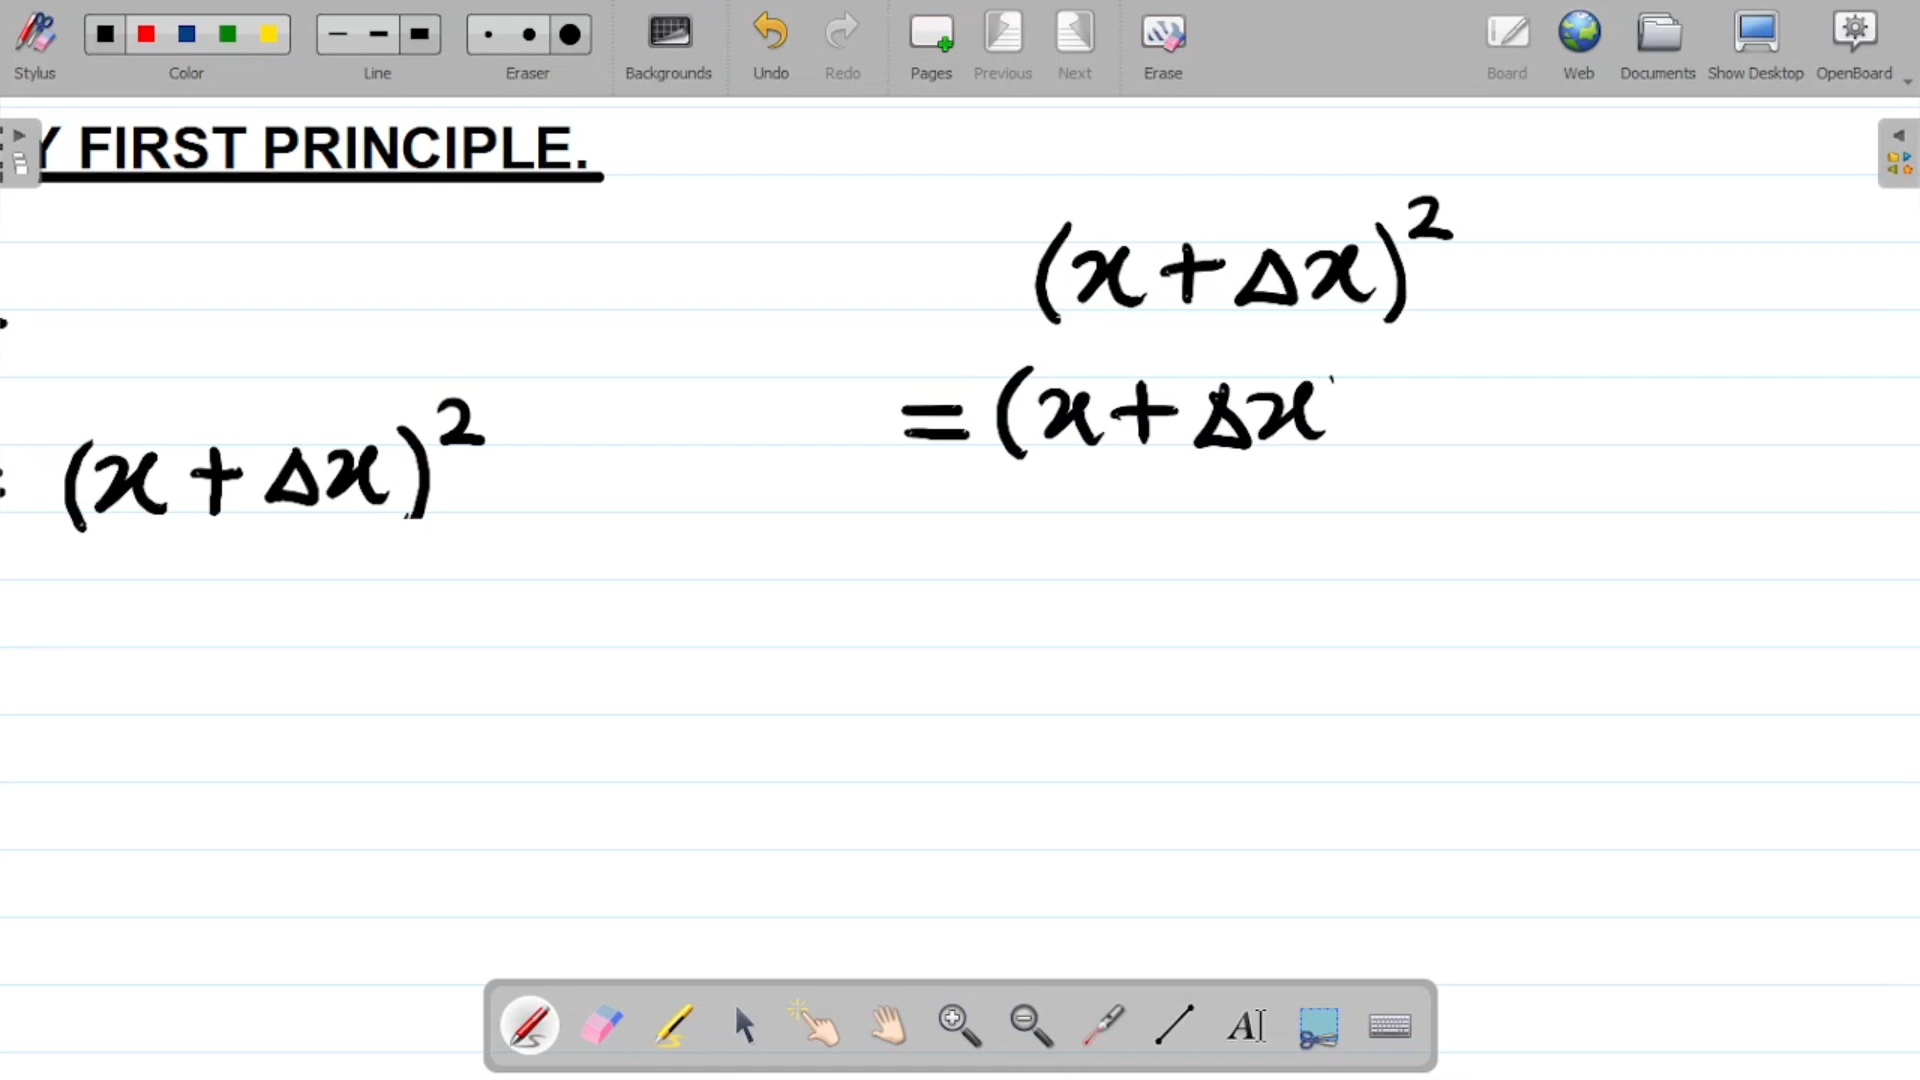 Stylus Color Line Eraser Backgrounds Undo Redo Pages Previous Next Erase Board Web Documents Show Desktop OpenBoard
Y FIRST PRINCIPLE.
(x + Δx)²
= (x + Δx
= (x + Δx)²